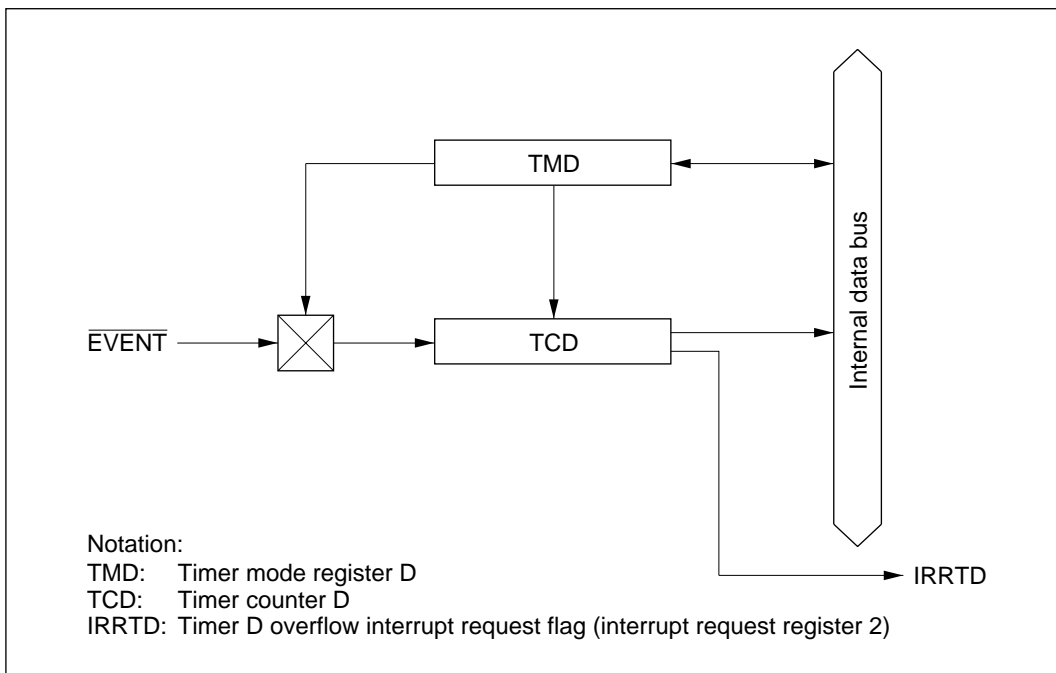 TMD
EVENT
TCD
Internal data bus
IRRTD
Notation:
TMD: Timer mode register D
TCD: Timer counter D
IRRTD: Timer D overflow interrupt request flag (interrupt request register 2)